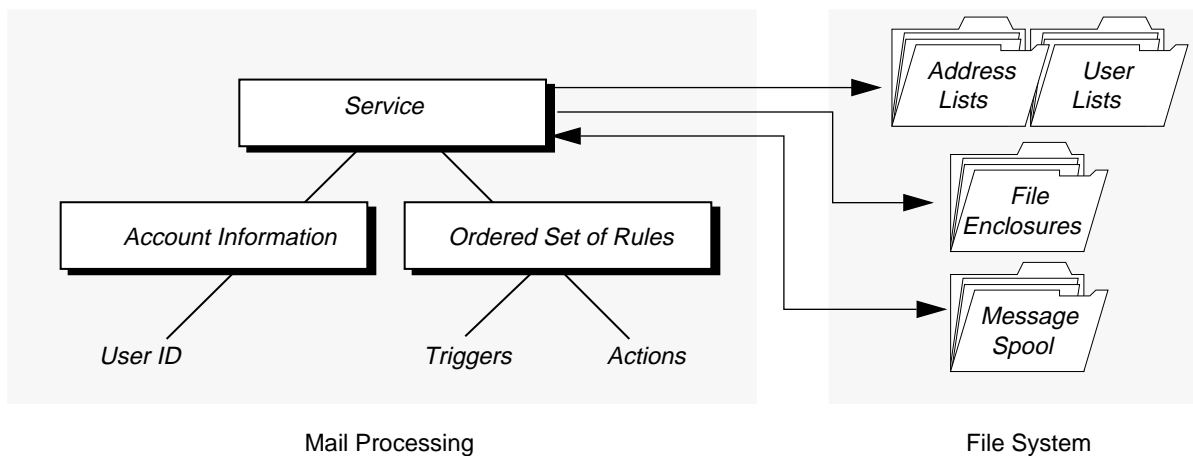 Service
Account Information
Ordered Set of Rules
User ID
Triggers
Actions
Mail Processing
Address
Lists
User
Lists
File
Enclosures
Message
Spool
File System